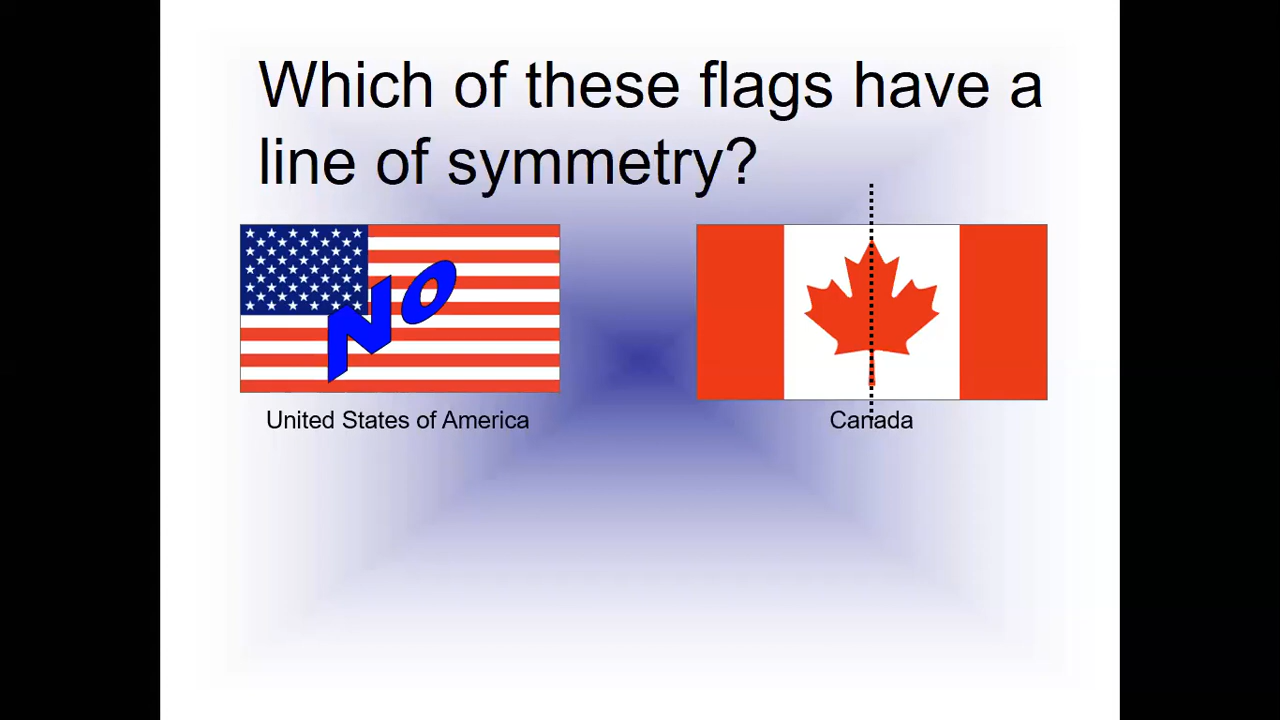 Which of these flags have a
line of symmetry?
NO
United States of America
Canada